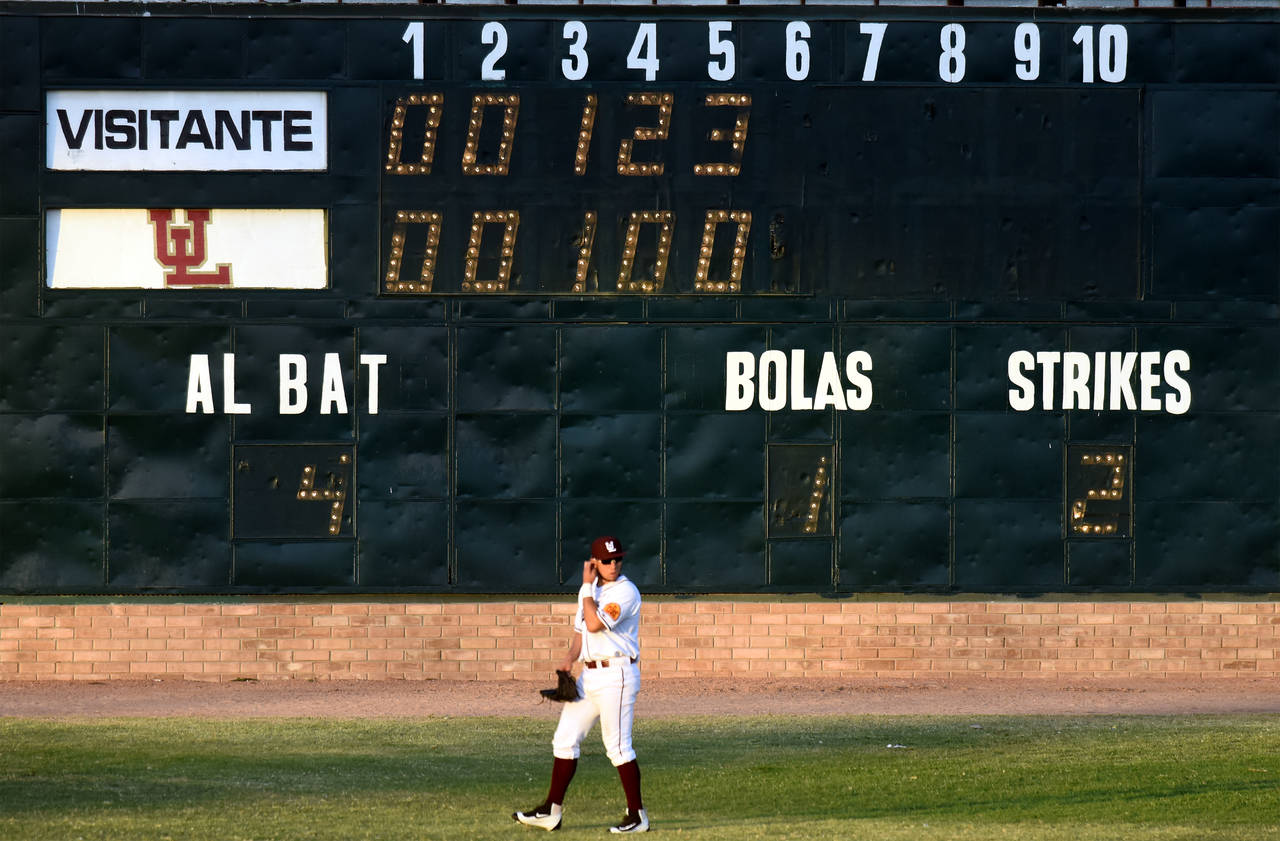 1 2 3 4 5 6 7 8 9 10
VISITANTE 0 0 1 2 3
UL 0 0 1 0 0
AL BAT BOLAS STRIKES
4 1 2